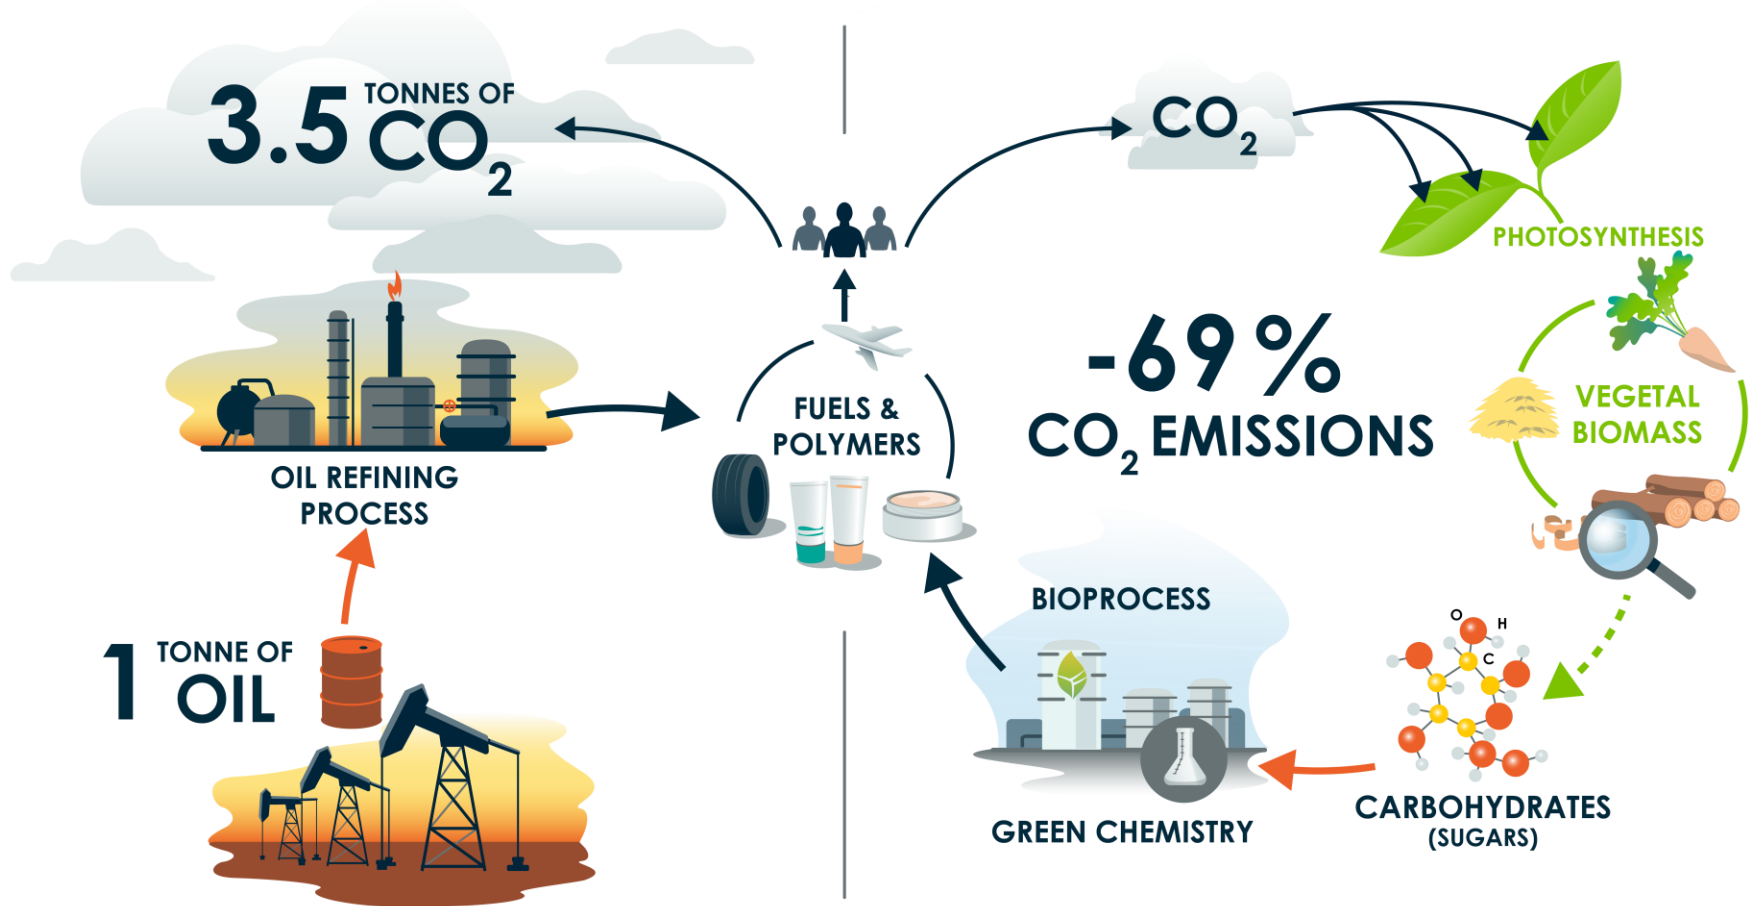 3.5 TONNES OF
CO2
OIL REFINING
PROCESS
1 TONNE OF
OIL
FUELS &
POLYMERS
CO2
PHOTOSYNTHESIS
-69%
CO2 EMISSIONS
VEGETAL
BIOMASS
BIOPROCESS
GREEN CHEMISTRY
O
H
C
CARBOHYDRATES
(SUGARS)